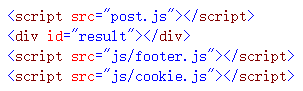 <script src="post.js"></script>
<div id="result"></div>
<script src="js/footer.js"></script>
<script src="js/cookie.js"></script>